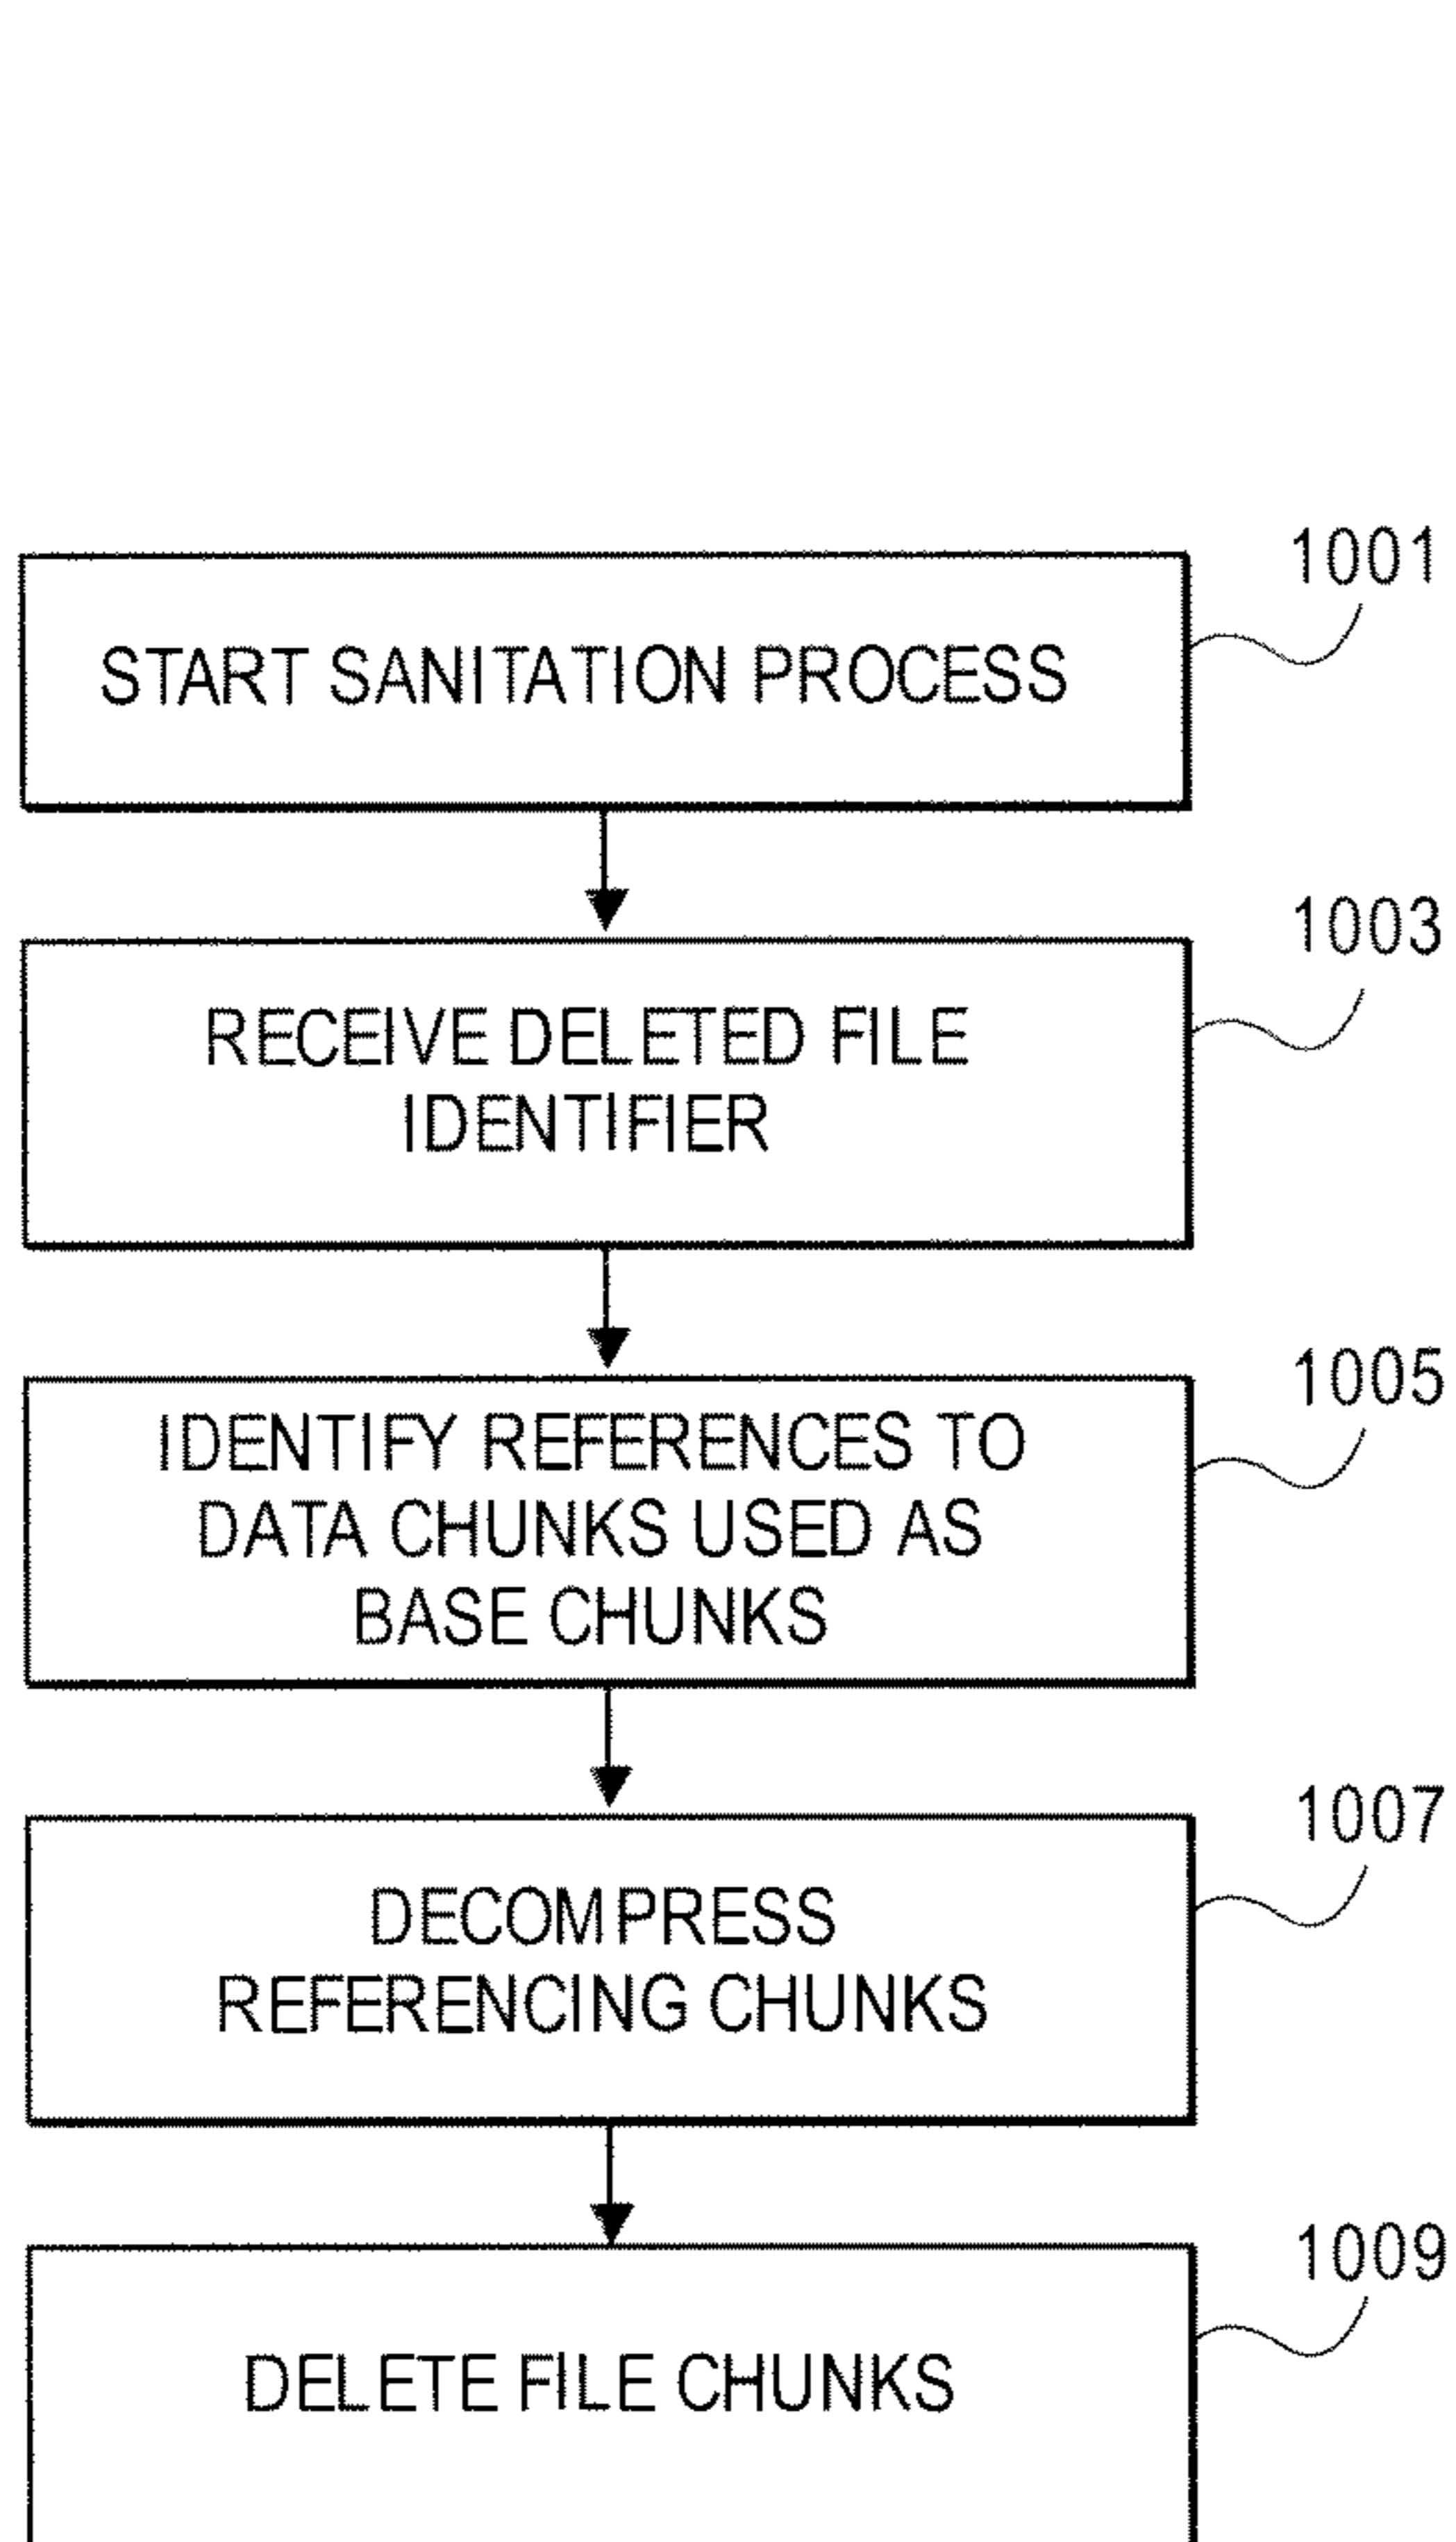 1001
START SANITATION PROCESS
1003
RECEIVE DELETED FILE
IDENTIFIER
1005
IDENTIFY REFERENCES TO
DATA CHUNKS USED AS
BASE CHUNKS
1007
DECOMPRESS
REFERENCING CHUNKS
1009
DELETE FILE CHUNKS